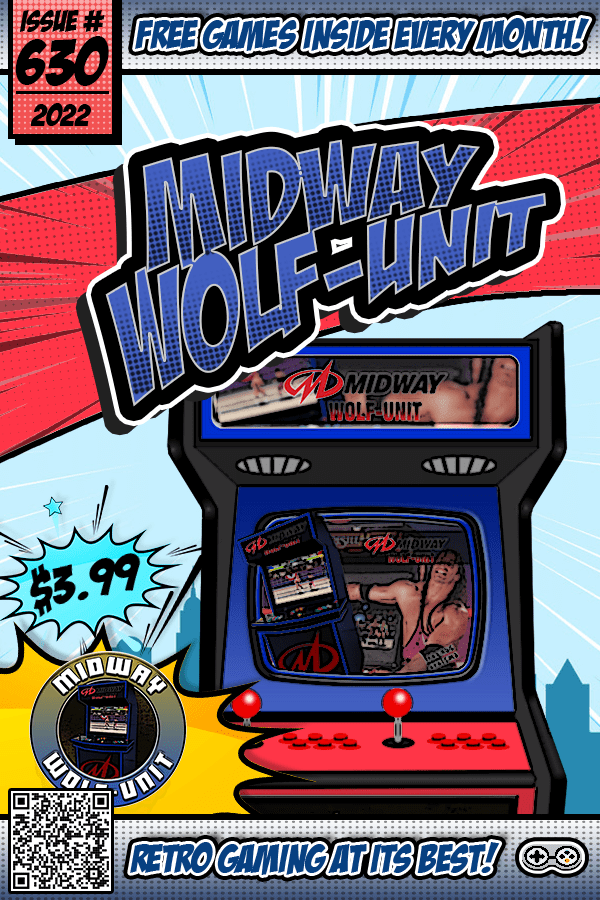 ISSUE #
630
2022
FREE GAMES INSIDE EVERY MONTH!
MIDWAY
WOLF-UNIT
MIDWAY
WOLF-UNIT
MIDWAY
$3.99
MIDWAY
WOLF-UNIT
RETRO GAMING AT ITS BEST!